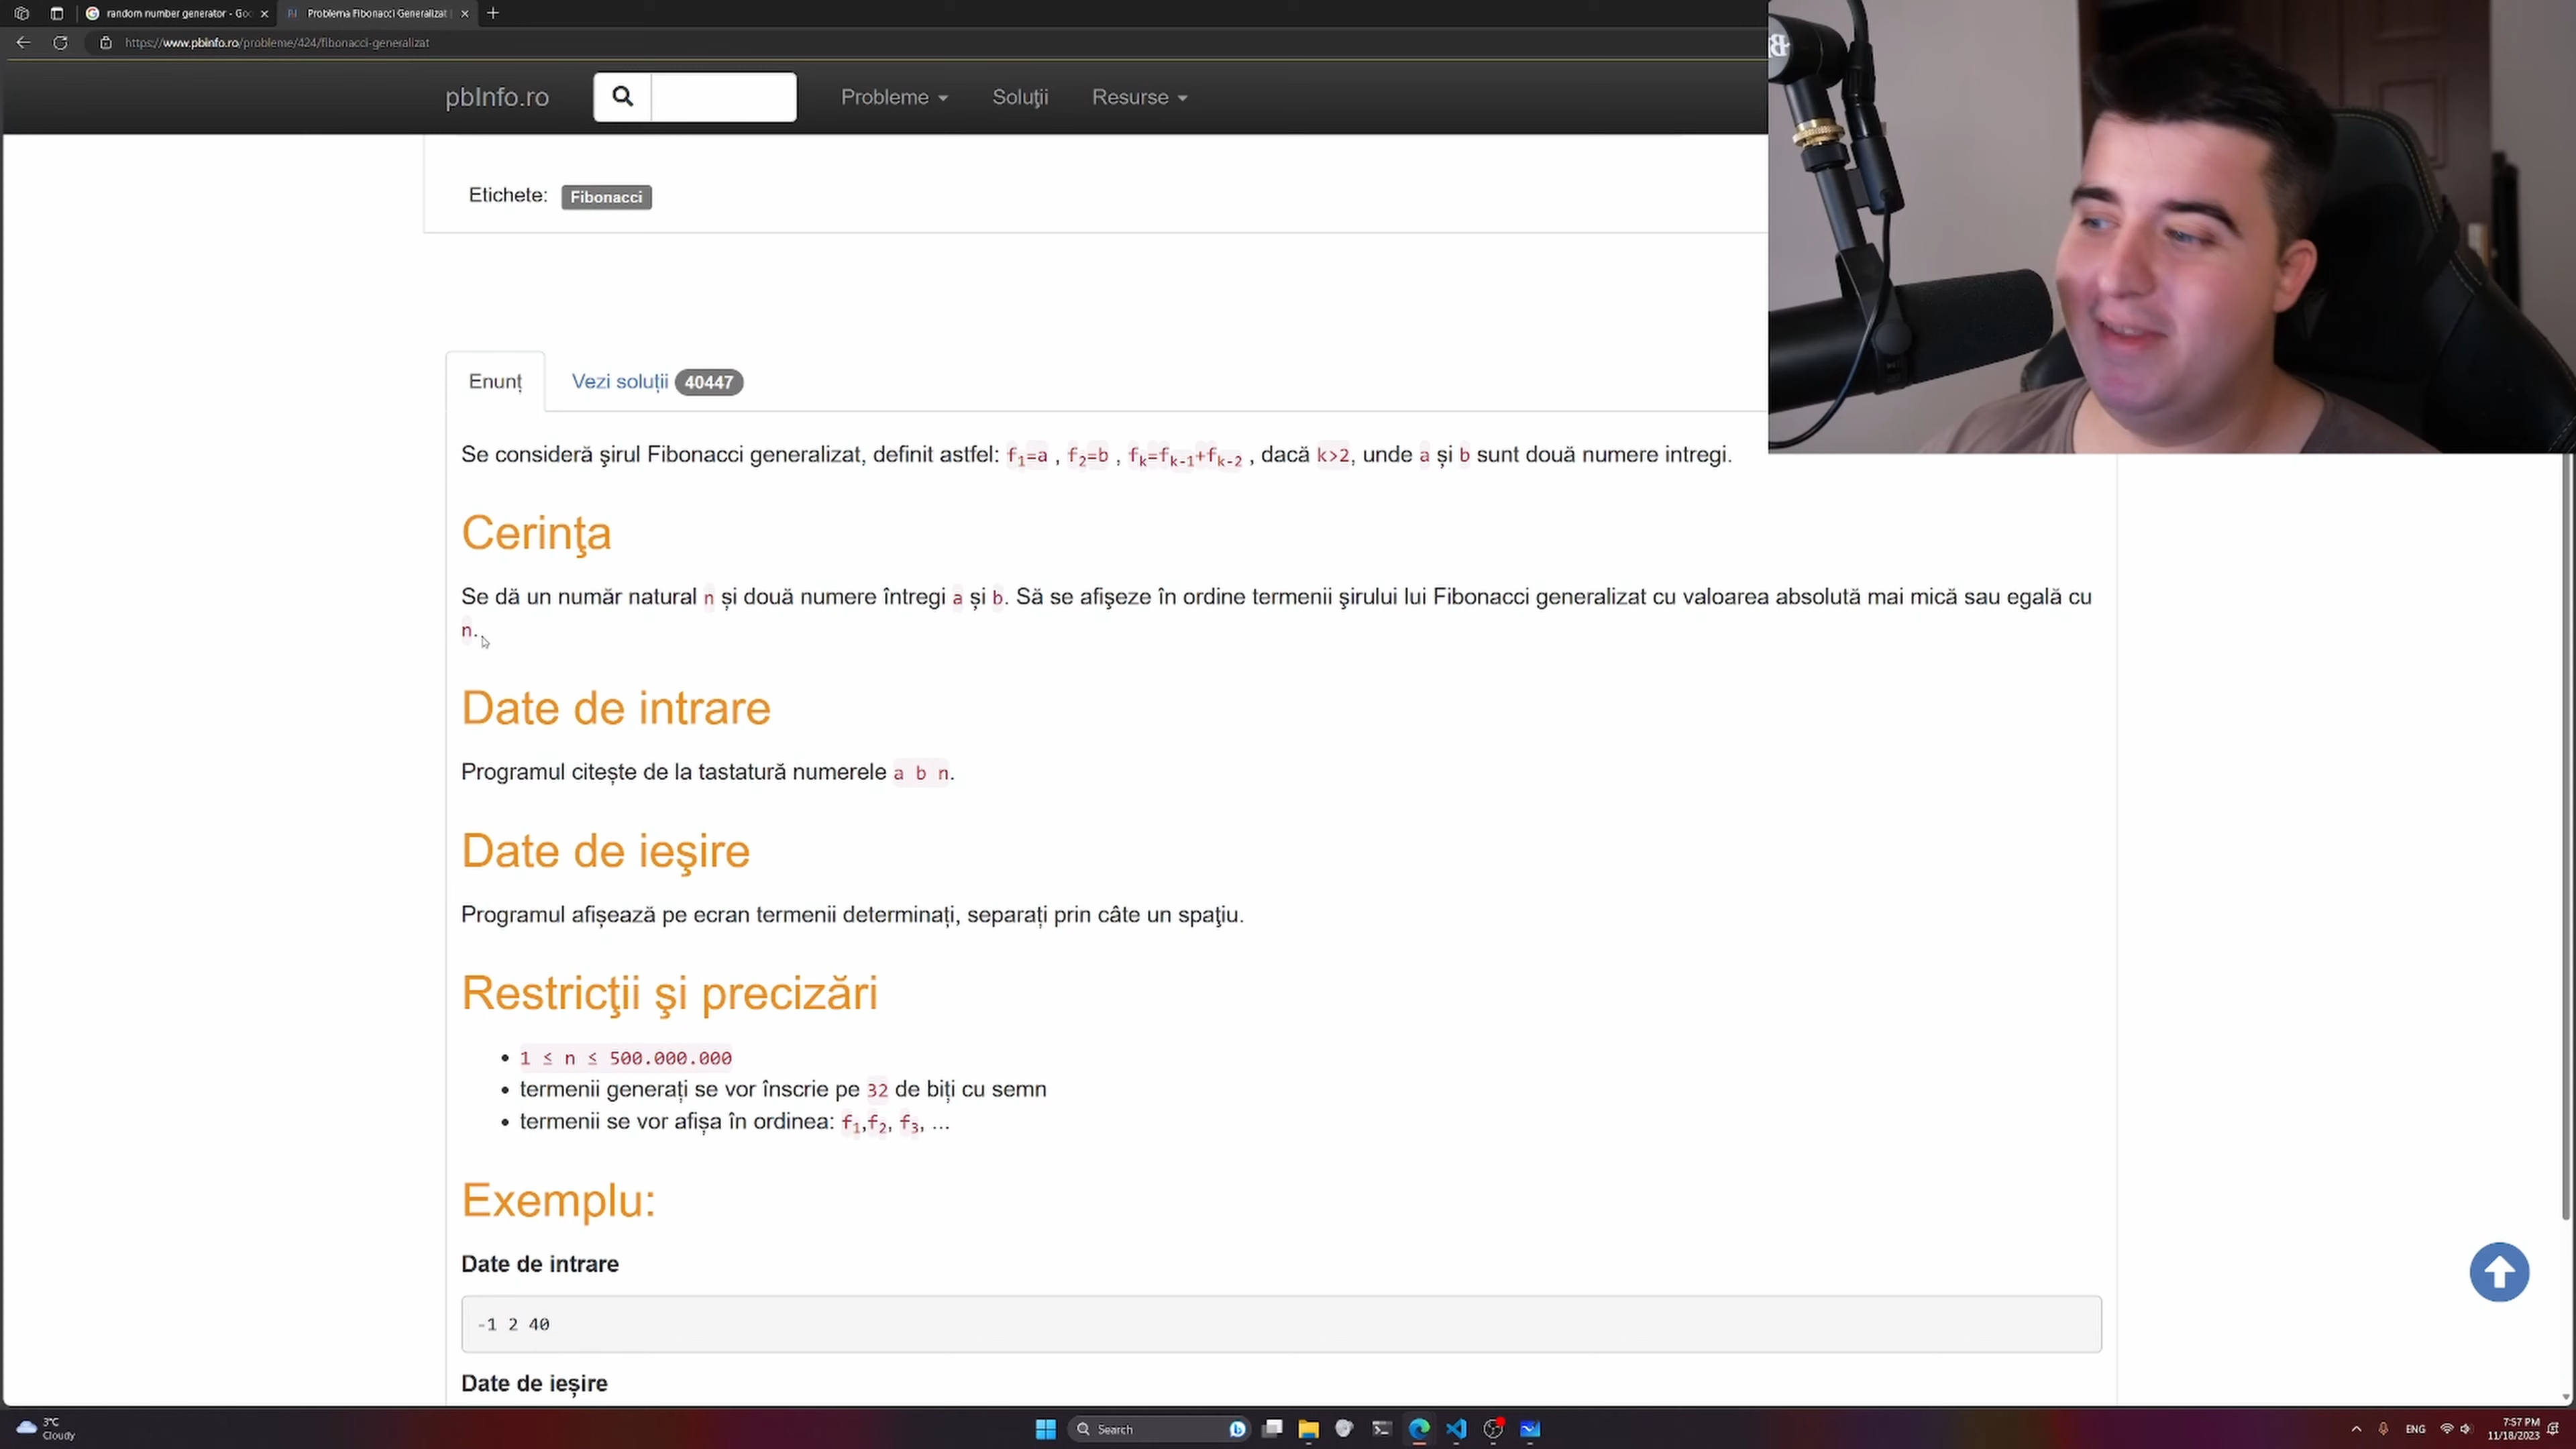 random number generator - Goo
Problema Fibonacci Generalizat |
https://www.pbinfo.ro/probleme/424/fibonacci-generalizat
pbInfo.ro
Probleme
Soluţii
Resurse
Etichete: Fibonacci
Enunț
Vezi soluții 40447
Se consideră şirul Fibonacci generalizat, definit astfel: f1=a , f2=b , fk=fk-1+fk-2 , dacă k>2, unde a și b sunt două numere intregi.
Cerinţa
Se dă un număr natural n și două numere întregi a și b. Să se afişeze în ordine termenii şirului lui Fibonacci generalizat cu valoarea absolută mai mică sau egală cu
n.
Date de intrare
Programul citește de la tastatură numerele a b n.
Date de ieşire
Programul afișează pe ecran termenii determinați, separați prin câte un spaţiu.
Restricţii şi precizări
• 1 ≤ n ≤ 500.000.000
• termenii generați se vor înscrie pe 32 de biți cu semn
• termenii se vor afișa în ordinea: f1,f2, f3, ...
Exemplu:
Date de intrare
-1 2 40
Date de ieșire
3°C
Cloudy
Search
ENG
7:57 PM
11/18/2023